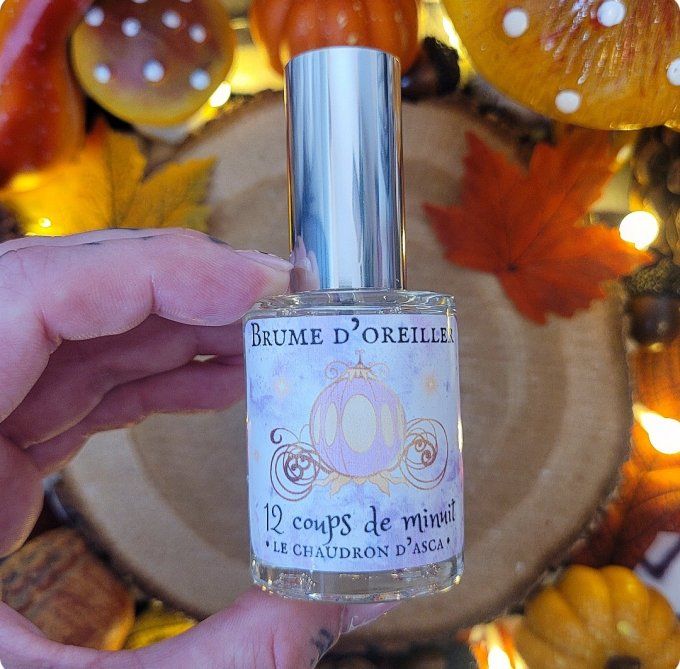 Brume d'oreiller
12 coups de minuit
• Le Chaudron d'Asca •